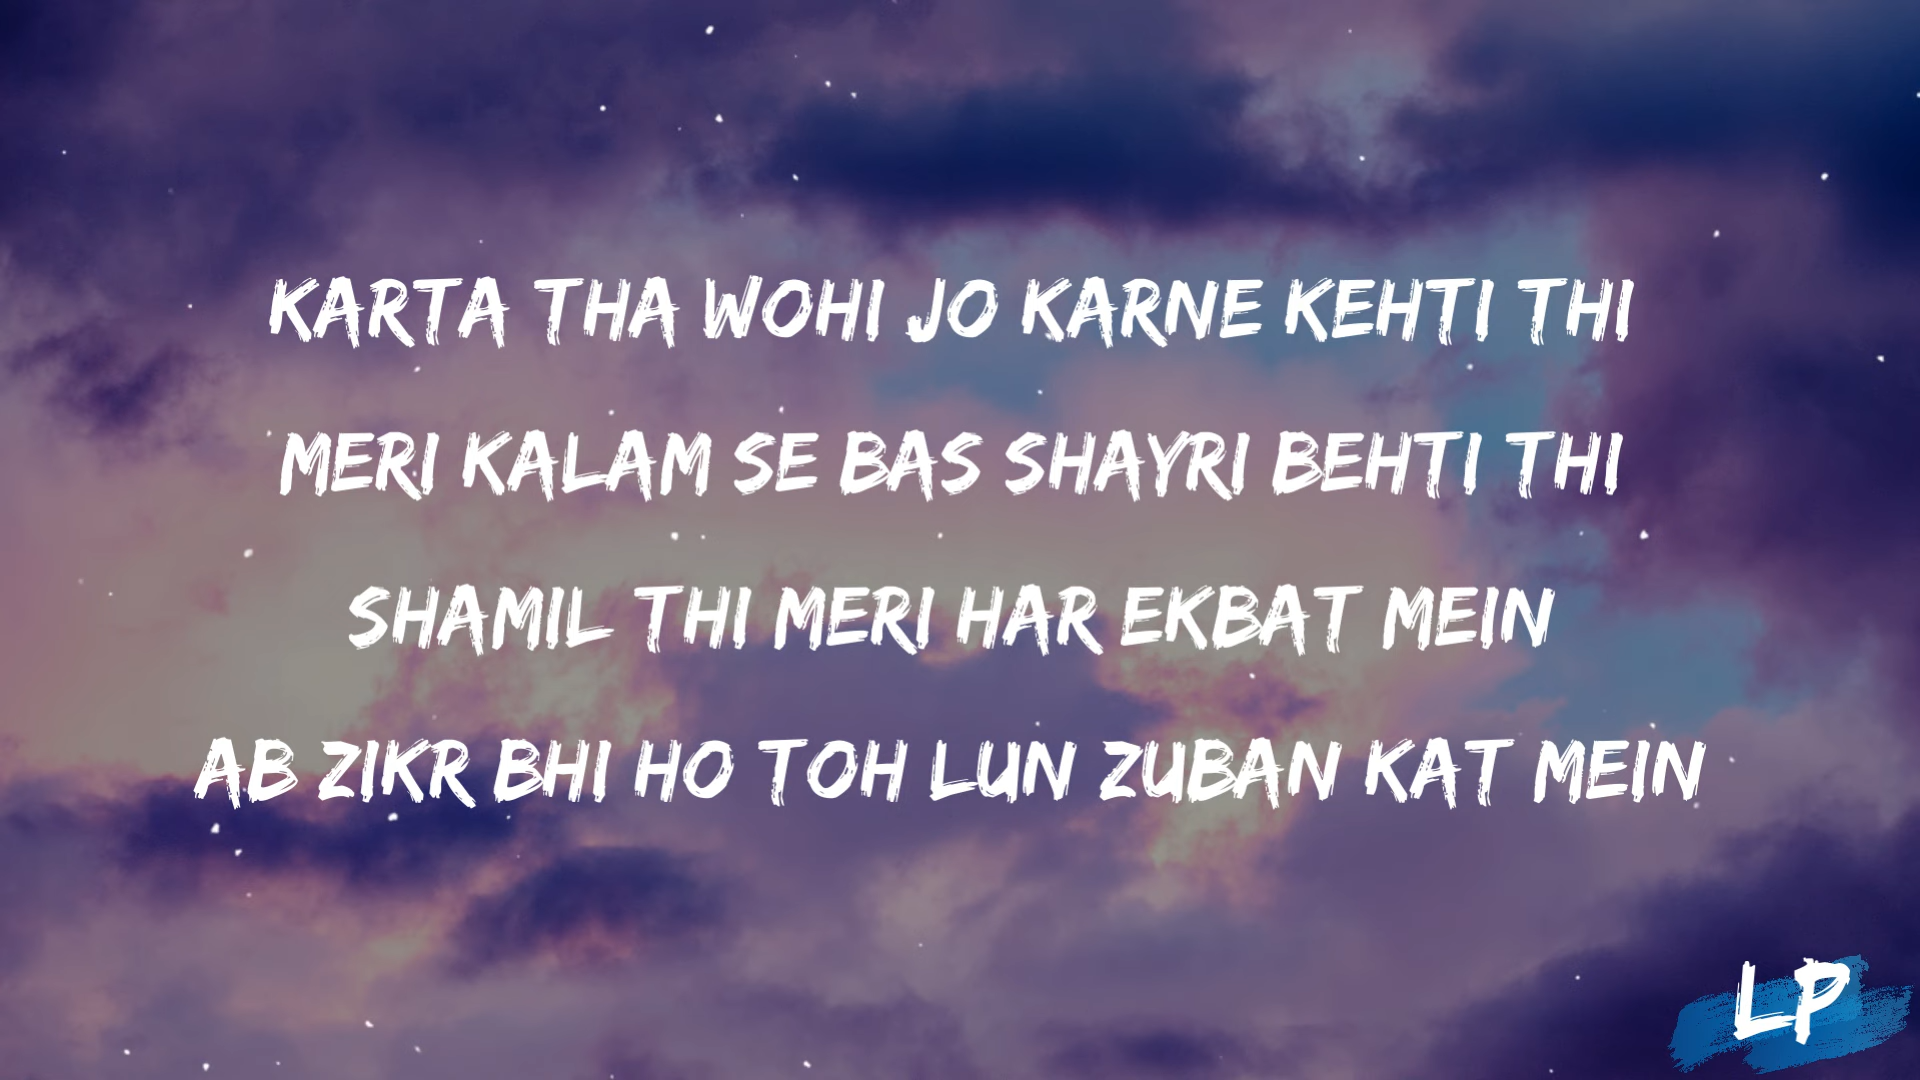 KARTA THA WOHI JO KARNE KEHTI THI
MERI KALAM SE BAS SHAYRI BEHTI THI
SHAMIL THI MERI HAR EKBAT MEIN
AB ZIKR BHI HO TOH LUN ZUBAN KAT MEIN
LP